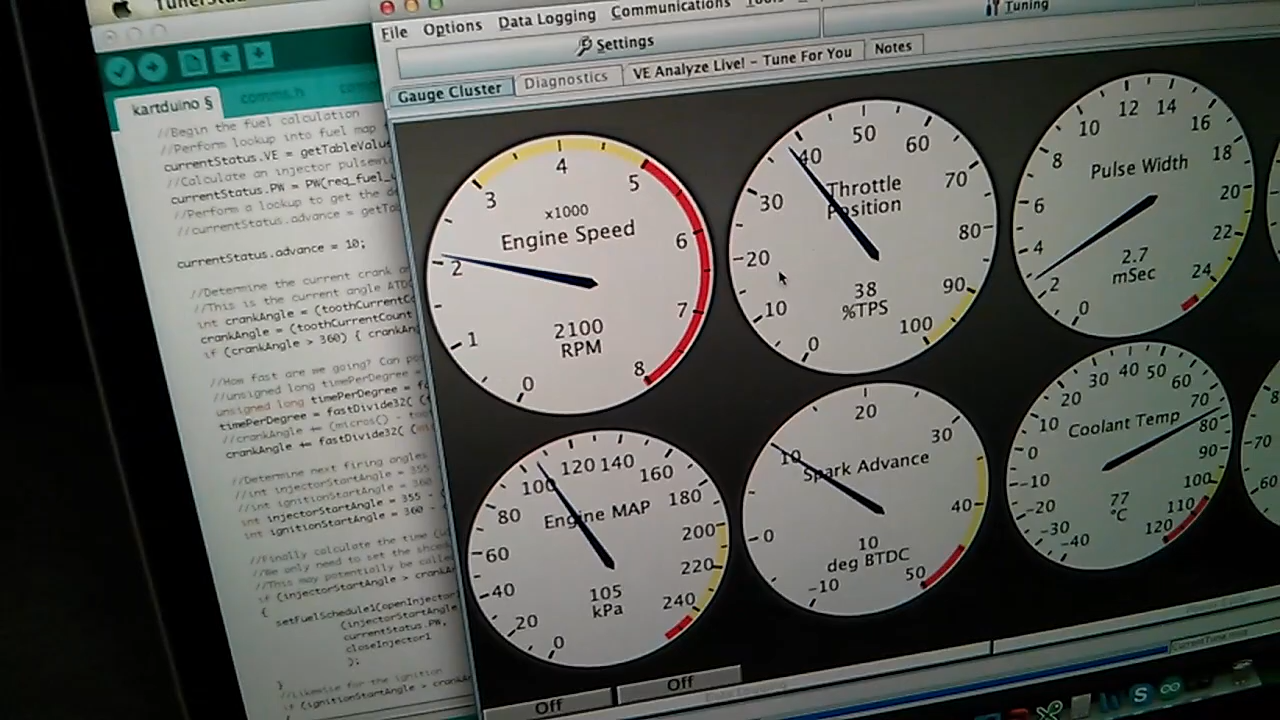 File Options Data Logging Communications
Settings
Tuning
Gauge Cluster
Diagnostics
VE Analyze Live! - Tune For You
Notes
kartduino §
comms.h
//Begin the fuel calculation
//Perform lookup into fuel map
currentStatus.VE = getTableValue
//Calculate an injector pulsewi
currentStatus.PW = PW(req_fuel_
//Perform a lookup to get the
//currentStatus.advance = getTa
currentStatus.advance = 10;
//Determine the current crank
//This is the current angle ATD
int crankAngle = (toothCurrentC
crankAngle = (toothCurrentCount
if (crankAngle > 360) { crankAn
//How fast are we going? Can
//unsigned long timePerDegree
unsigned long timePerDegree =
timePerDegree = fastDivide32(
//crankAngle += (micros() -
crankAngle += fastDivide32(
//Determine next firing angles
//int injectorStartAngle = 355
//int ignitionStartAngle = 360
int injectorStartAngle = 355 -
int ignitionStartAngle = 360 -
//Finally calculate the time
//We only need to set the
//This may potentially be
if (injectorStartAngle > crankA
{
setFuelSchedule1(openInjector
(injectorStartAngle
currentStatus.PW,
closeInjector1
);
}
//Likewise for the ignition
if (ignitionStartAngle > crankA
0 1 2 3 4 5 6 7 8
x1000
Engine Speed
2100
RPM
0 10 20 30 40 50 60 70 80 90 100
Throttle
Position
38
%TPS
0 2 4 6 8 10 12 14 16 18 20 22 24
Pulse Width
2.7
mSec
0 20 40 60 80 100 120 140 160 180 200 220 240
Engine MAP
105
kPa
-10 0 10 20 30 40 50
Spark Advance
10
deg BTDC
-40 -30 -20 -10 0 10 20 30 40 50 60 70 80 90 100 110 120
Coolant Temp
77
°C
Off
Off